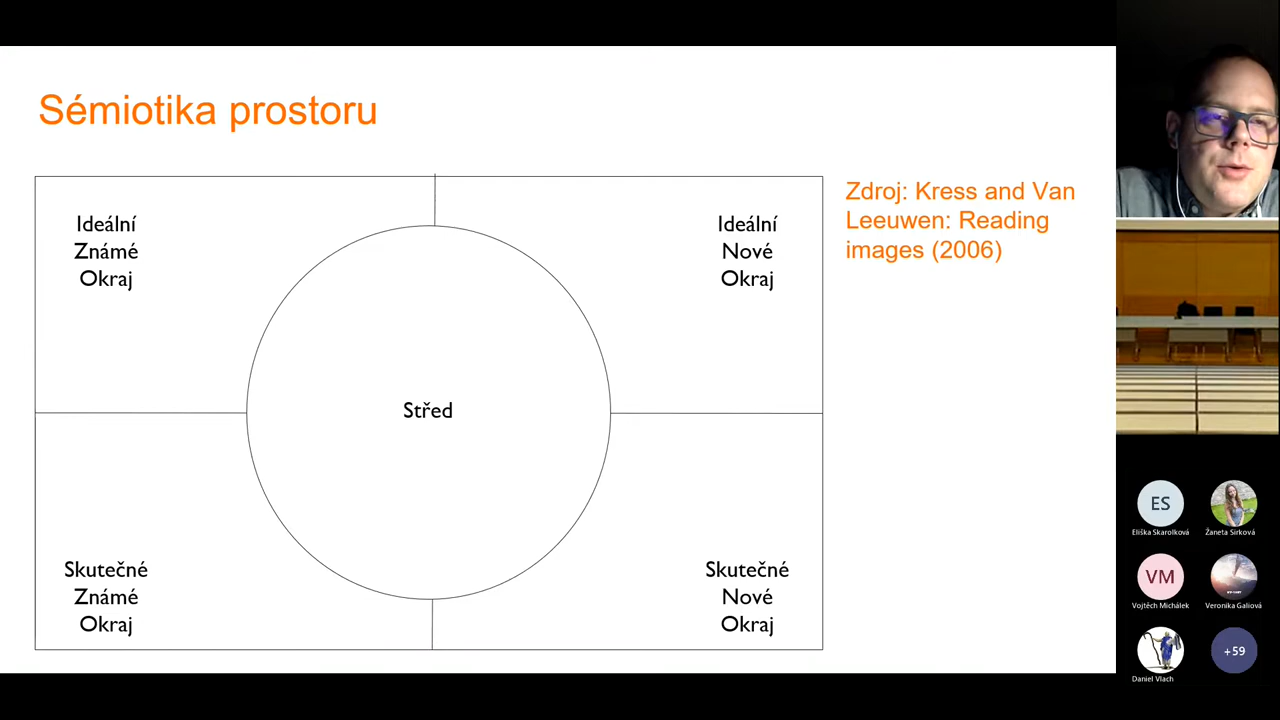 Sémiotika prostoru
Ideální
Známé
Okraj
Ideální
Nové
Okraj
Střed
Skutečné
Známé
Okraj
Skutečné
Nové
Okraj
Zdroj: Kress and Van
Leeuwen: Reading
images (2006)
ES
Eliška Skarolková
Žaneta Sirková
VM
Vojtěch Michálek
Veronika Galiová
Daniel Vlach
+59